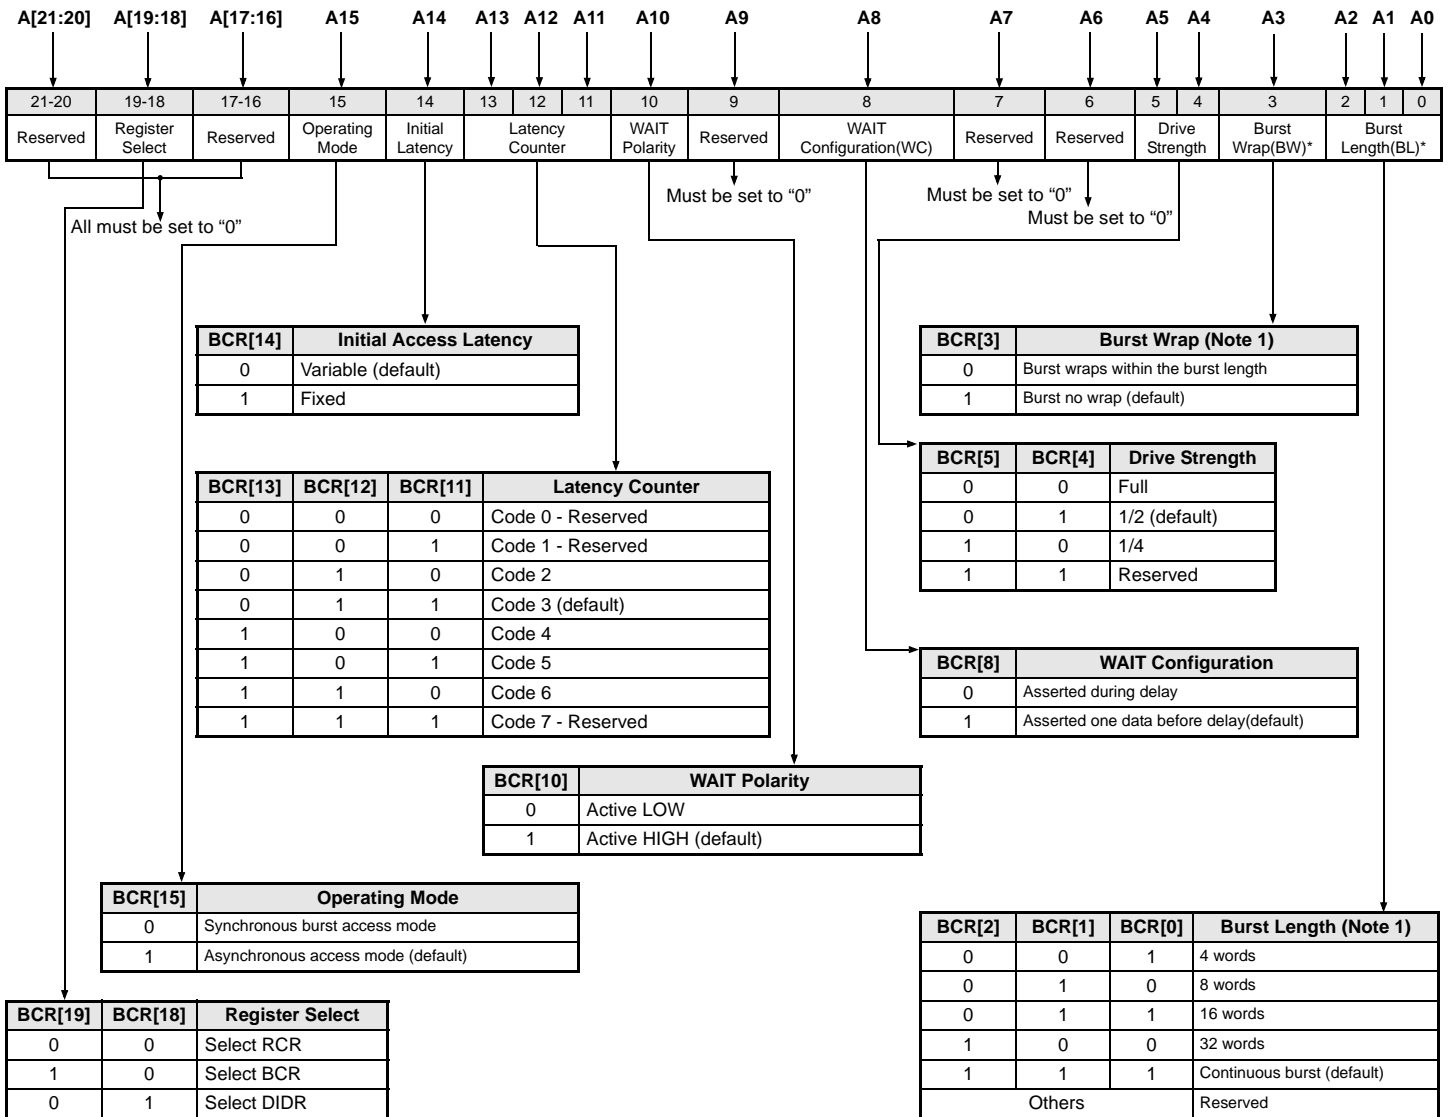 A[21:20] A[19:18] A[17:16] A15 A14 A13 A12 A11 A10 A9 A8 A7 A6 A5 A4 A3 A2 A1 A0
21-20 19-18 17-16 15 14 13 12 11 10 9 8 7 6 5 4 3 2 1 0
Reserved
Register
Select
Reserved
Operating
Mode
Initial
Latency
Latency
Counter
WAIT
Polarity
Reserved
WAIT
Configuration(WC)
Reserved
Reserved
Drive
Strength
Burst
Wrap(BW)*
Burst
Length(BL)*
All must be set to “0”
Must be set to “0”
Must be set to “0”
Must be set to “0”
BCR[14] Initial Access Latency
0 Variable (default)
1 Fixed
BCR[3] Burst Wrap (Note 1)
0 Burst wraps within the burst length
1 Burst no wrap (default)
BCR[13] BCR[12] BCR[11] Latency Counter
0 0 0 Code 0 - Reserved
0 0 1 Code 1 - Reserved
0 1 0 Code 2
0 1 1 Code 3 (default)
1 0 0 Code 4
1 0 1 Code 5
1 1 0 Code 6
1 1 1 Code 7 - Reserved
BCR[5] BCR[4] Drive Strength
0 0 Full
0 1 1/2 (default)
1 0 1/4
1 1 Reserved
BCR[8] WAIT Configuration
0 Asserted during delay
1 Asserted one data before delay(default)
BCR[10] WAIT Polarity
0 Active LOW
1 Active HIGH (default)
BCR[15] Operating Mode
0 Synchronous burst access mode
1 Asynchronous access mode (default)
BCR[2] BCR[1] BCR[0] Burst Length (Note 1)
0 0 1 4 words
0 1 0 8 words
0 1 1 16 words
1 0 0 32 words
1 1 1 Continuous burst (default)
Others Reserved
BCR[19] BCR[18] Register Select
0 0 Select RCR
1 0 Select BCR
0 1 Select DIDR